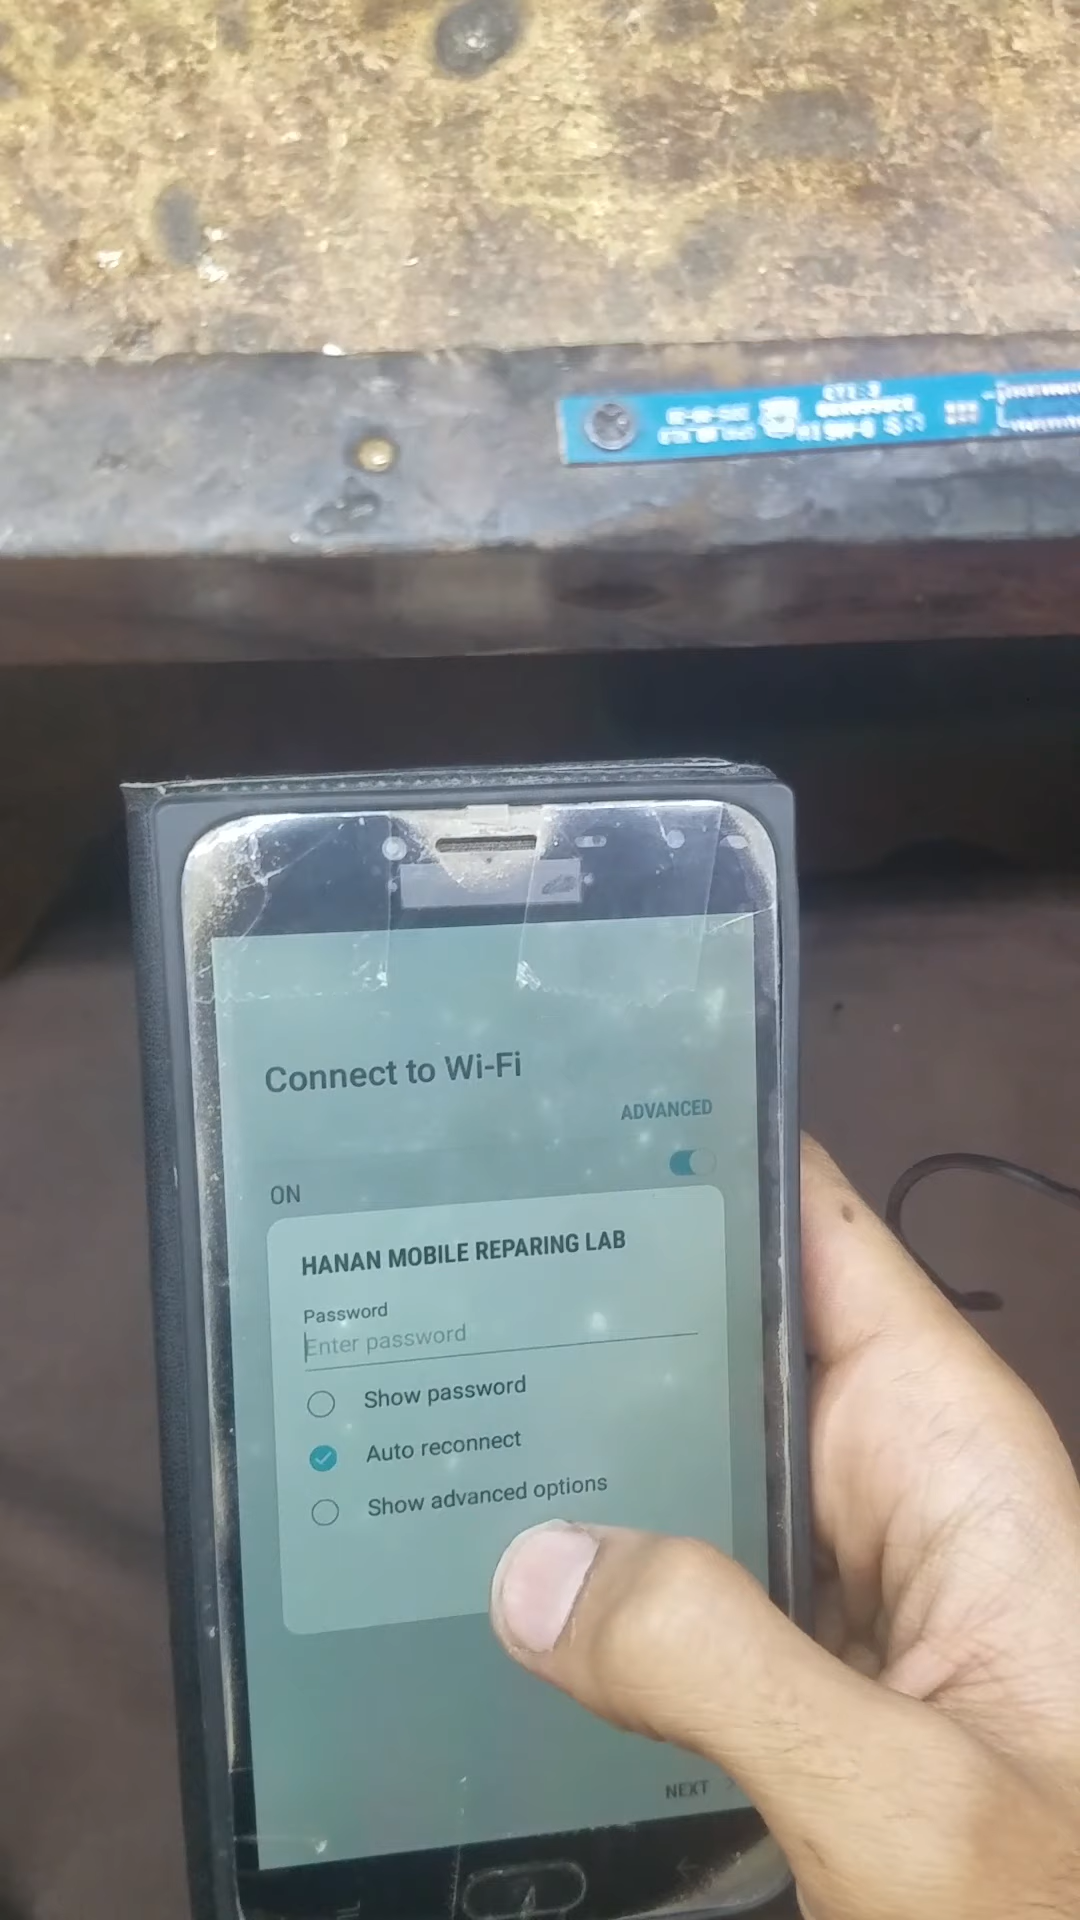 Connect to Wi-Fi
ADVANCED
ON
HANAN MOBILE REPARING LAB
Password
Enter password
Show password
Auto reconnect
Show advanced options
NEXT